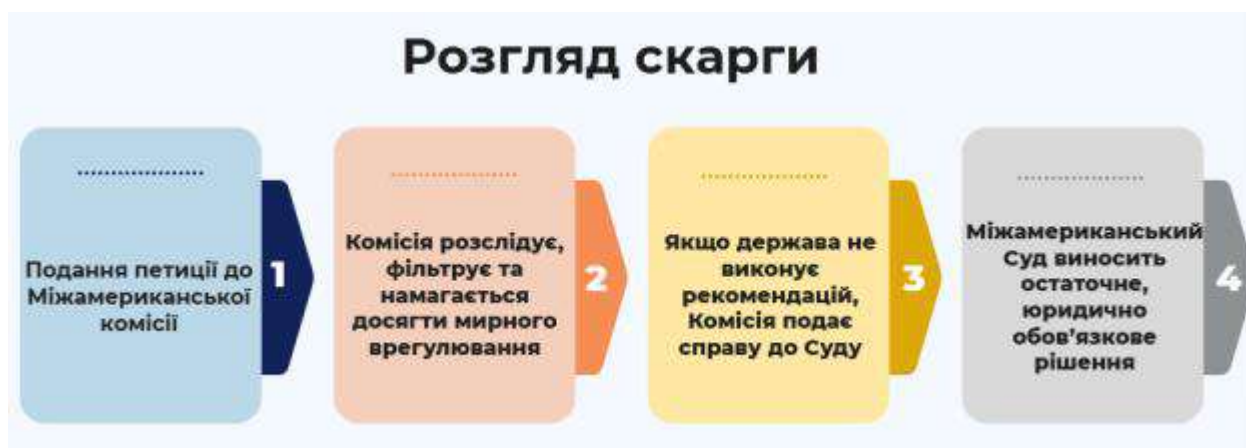 Розгляд скарги
Подання петиції до
Міжамериканської
комісії
1
Комісія розслідує,
фільтрує та
намагається
досягти мирного
врегулювання
2
Якщо держава не
виконує
рекомендацій,
Комісія подає
справу до Суду
3
Міжамериканський
Суд виносить
остаточне,
юридично
обов’язкове
рішення
4